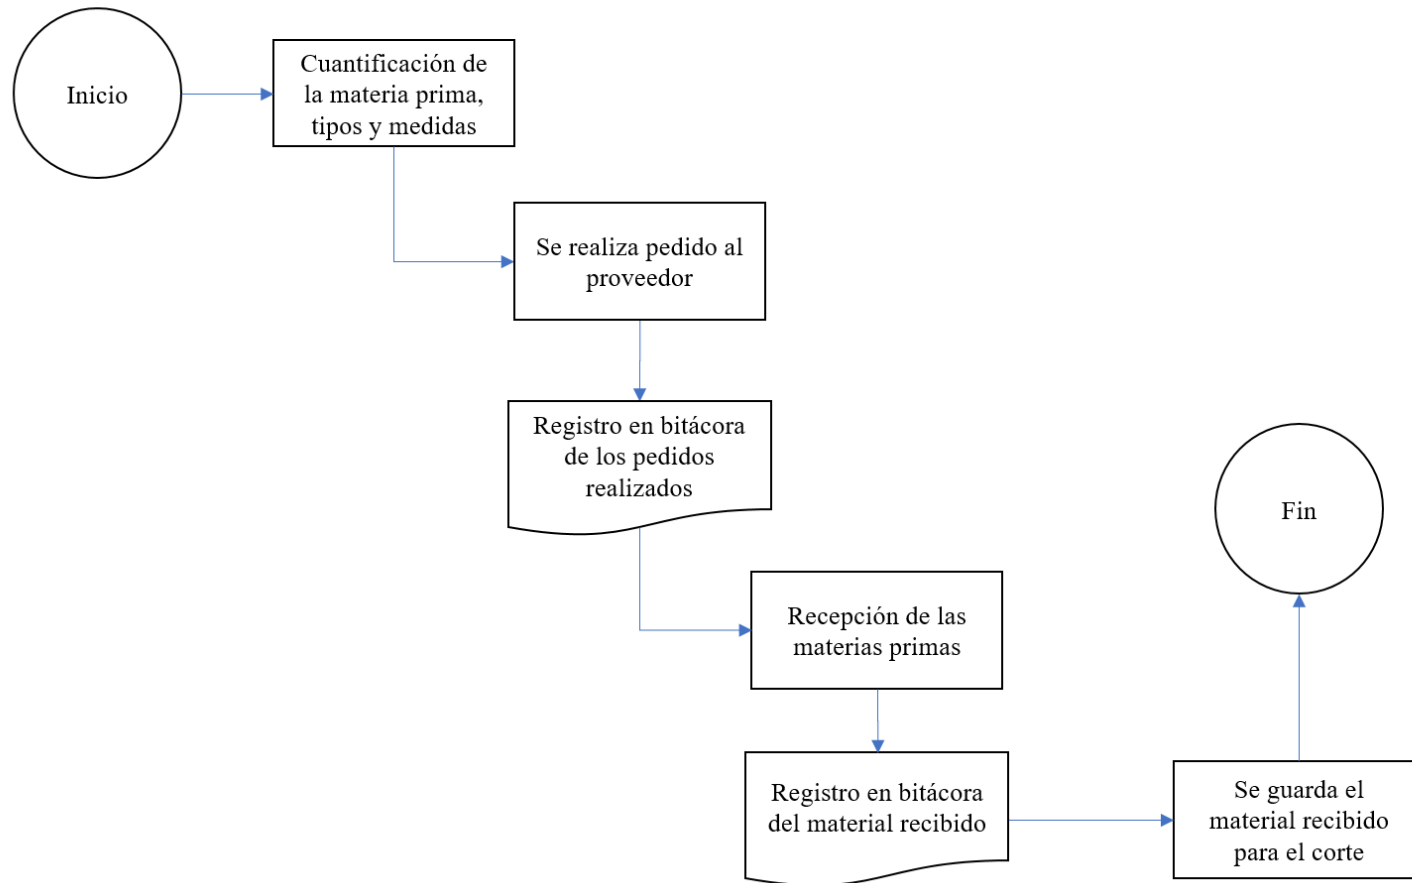 Inicio
Cuantificación de
la materia prima,
tipos y medidas
Se realiza pedido al
proveedor
Registro en bitácora
de los pedidos
realizados
Recepción de las
materias primas
Registro en bitácora
del material recibido
Se guarda el
material recibido
para el corte
Fin